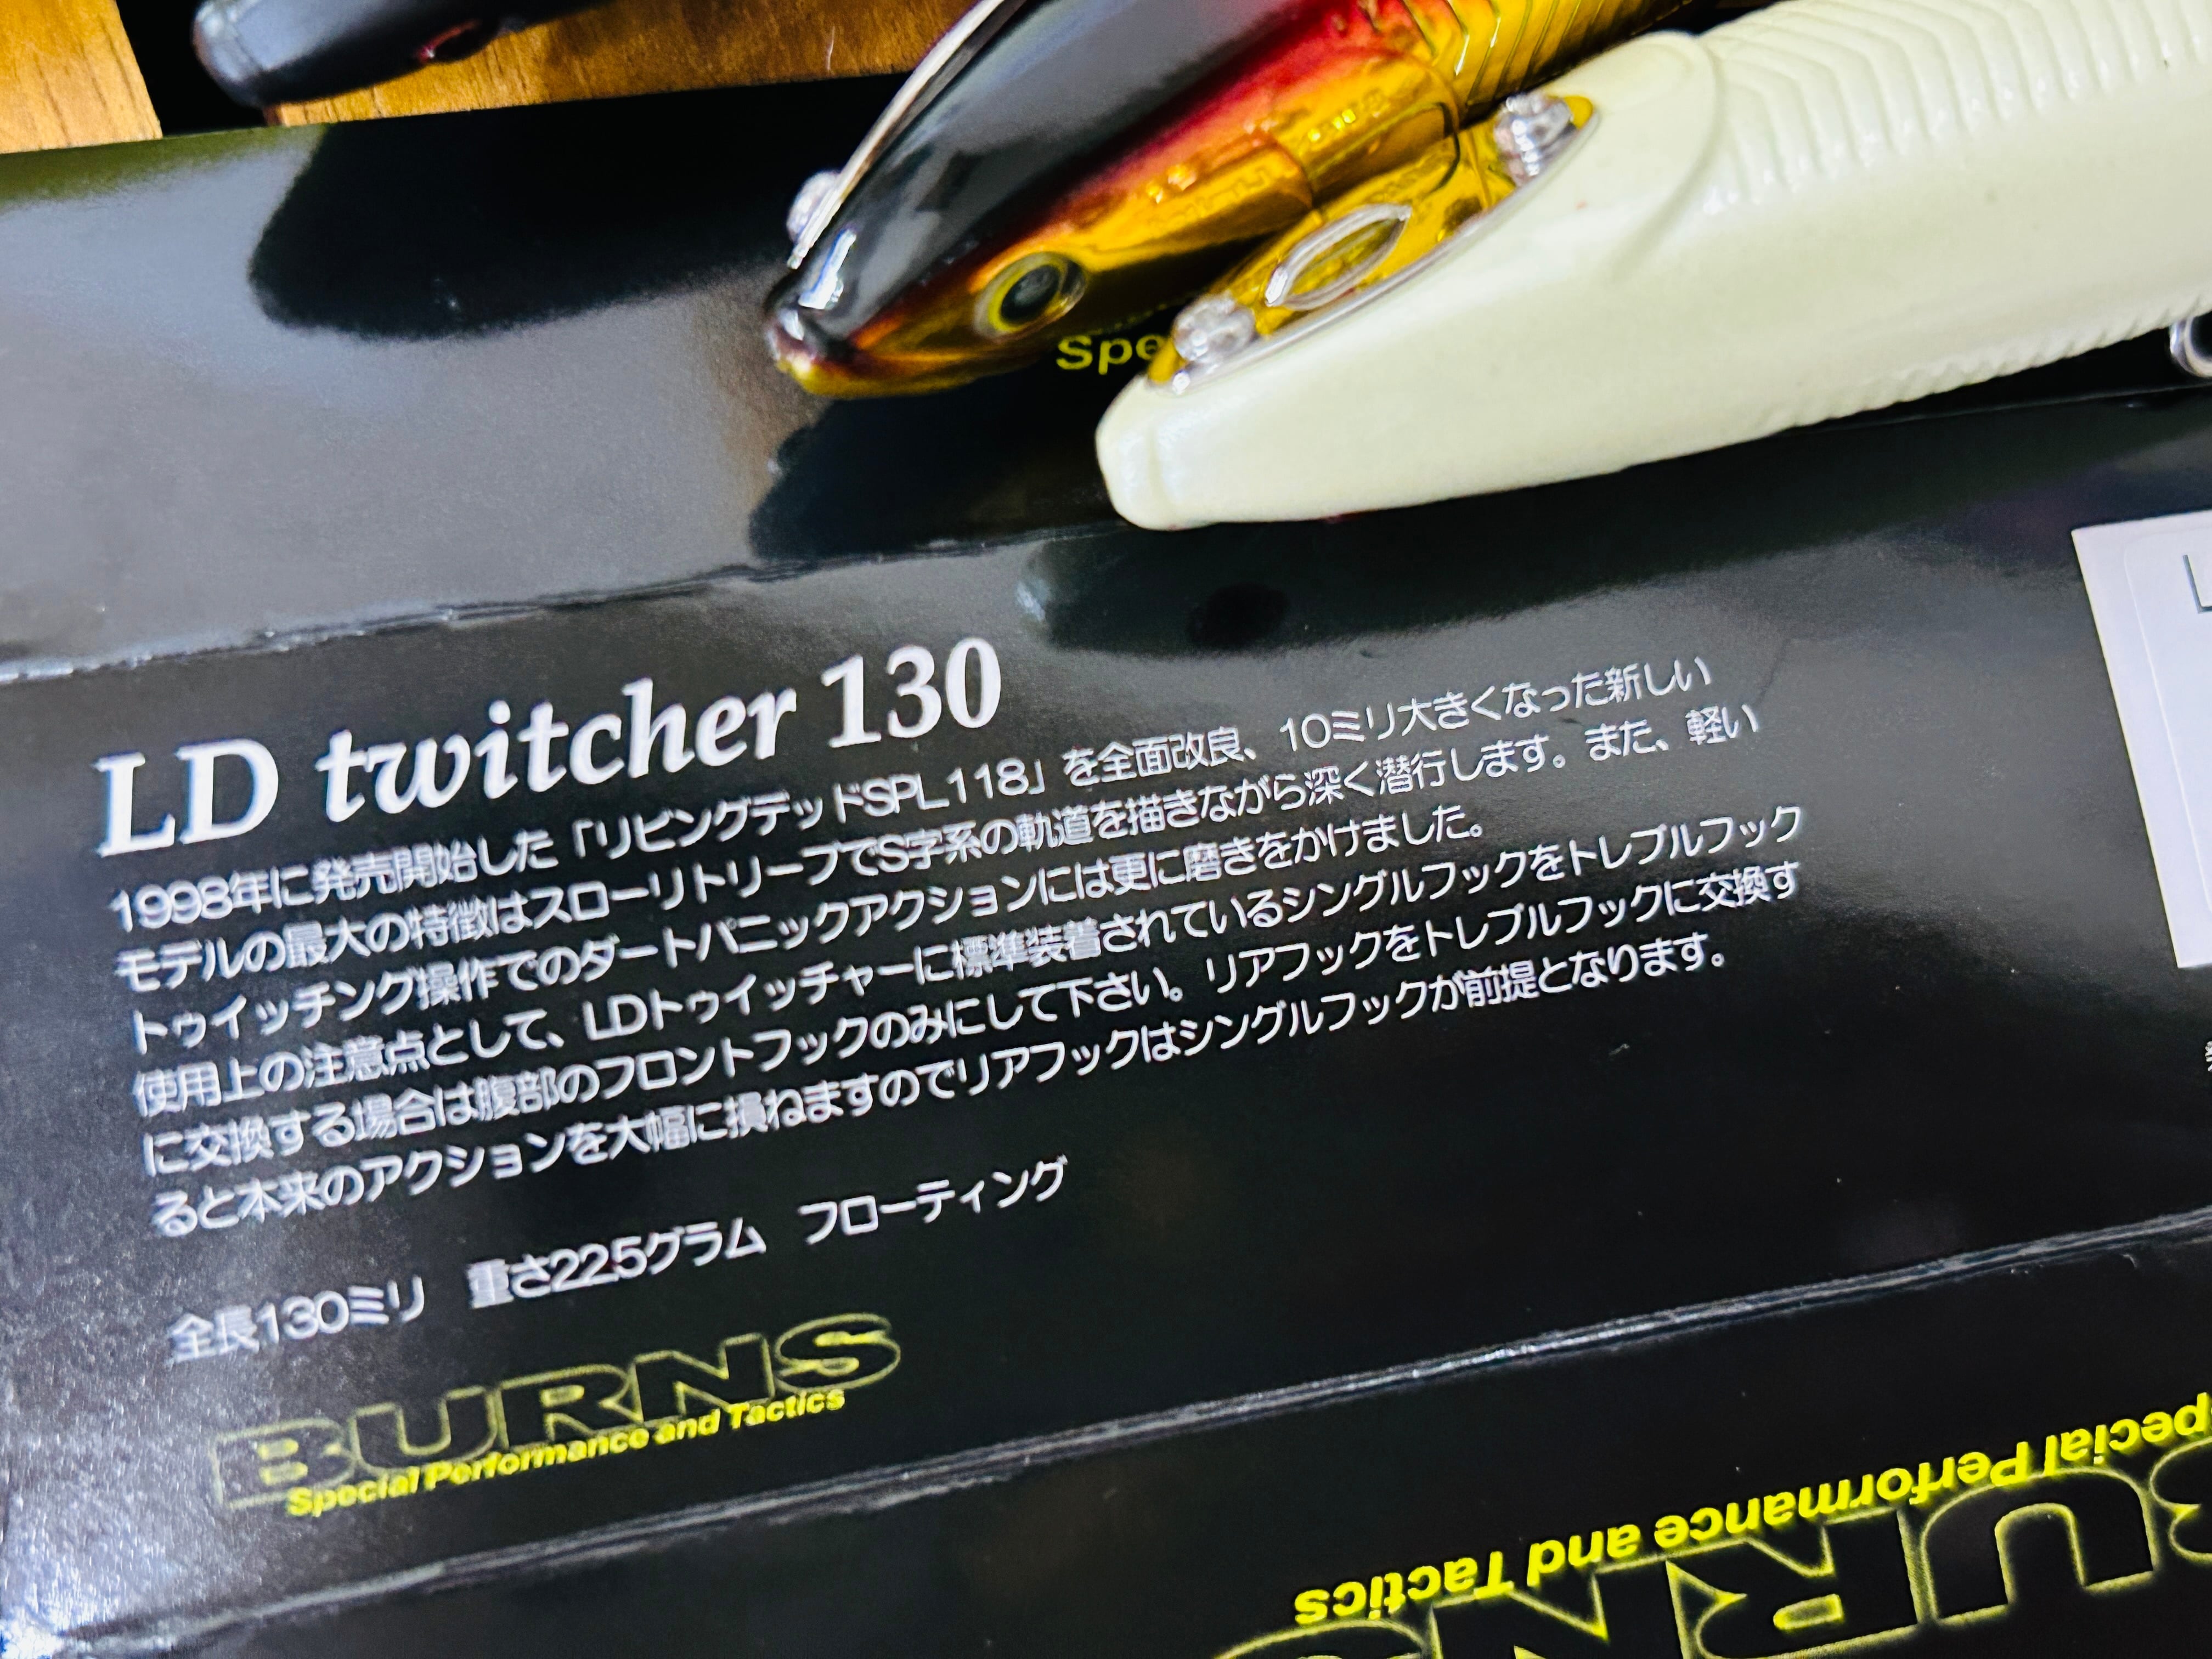 Spe
LD twitcher 130
1998年に発売開始した「リビングデッドSPL118」を全面改良、10ミリ大きくなった新しい
モデルの最大の特徴はスローリトリーブでS字系の軌道を描きながら深く潜行します。また、軽い
トゥイッチング操作でのダートパニックアクションには更に磨きをかけました。
使用上の注意点として、LDトゥイッチャーに標準装着されているシングルフックをトレブルフック
に交換する場合は腹部のフロントフックのみにして下さい。リアフックをトレブルフックに交換す
ると本来のアクションを大幅に損ねますのでリアフックはシングルフックが前提となります。
全長130ミリ 重さ22.5グラム フローティング
BURNS
Special Performance and Tactics
Special Performance and Tactics
BURNS